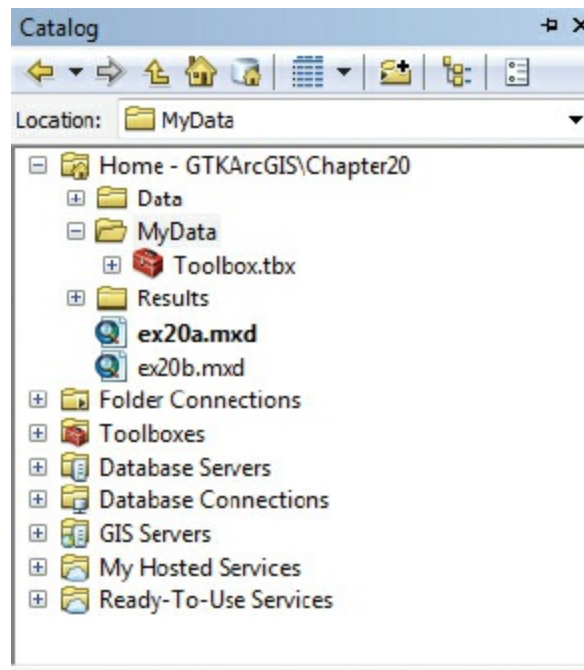 Catalog
Location: MyData
Home - GTKArcGIS\Chapter20
Data
MyData
Toolbox.tbx
Results
ex20a.mxd
ex20b.mxd
Folder Connections
Toolboxes
Database Servers
Database Connections
GIS Servers
My Hosted Services
Ready-To-Use Services